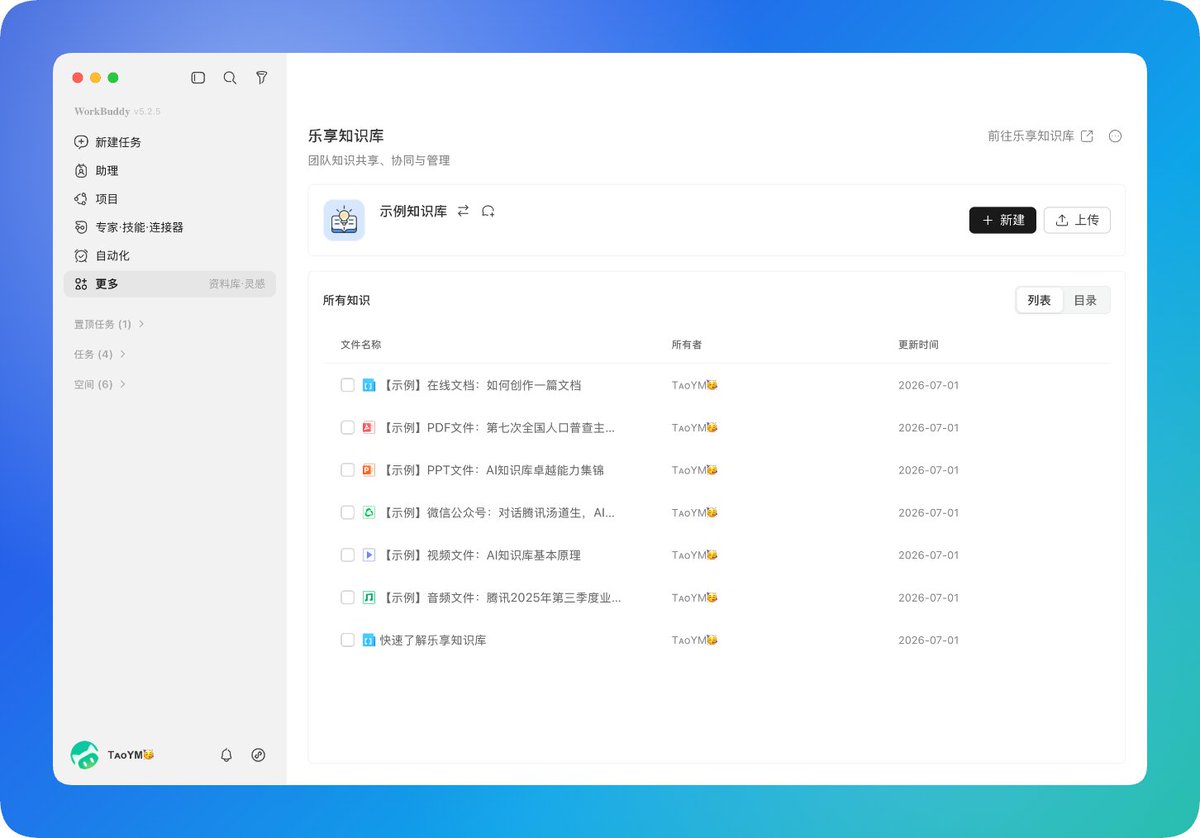 WorkBuddy v5.2.5
新建任务
助理
项目
专家·技能·连接器
自动化
更多 资料库·灵感
置顶任务 (1)
任务 (4)
空间 (6)
TAOYM🥳
乐享知识库
前往乐享知识库
团队知识共享、协同与管理
示例知识库
新建
上传
所有知识
列表
目录
文件名称 所有者 更新时间
【示例】在线文档：如何创作一篇文档 TAOYM🥳 2026-07-01
【示例】PDF文件：第七次全国人口普查主... TAOYM🥳 2026-07-01
【示例】PPT文件：AI知识库卓越能力集锦 TAOYM🥳 2026-07-01
【示例】微信公众号：对话腾讯汤道生，AI... TAOYM🥳 2026-07-01
【示例】视频文件：AI知识库基本原理 TAOYM🥳 2026-07-01
【示例】音频文件：腾讯2025年第三季度业... TAOYM🥳 2026-07-01
快速了解乐享知识库 TAOYM🥳 2026-07-01